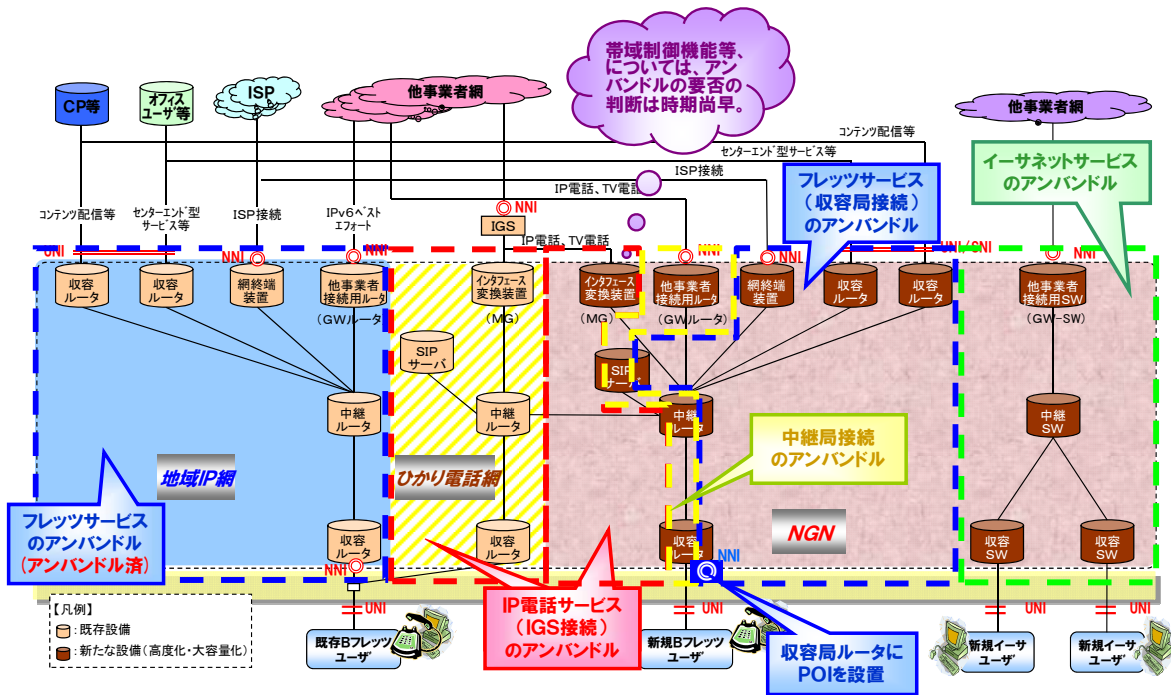 帯域制御機能等、
については、アン
バンドルの要否の
判断は時期尚早。
CP等
オフィス
ユーザ等
ISP
他事業者網
他事業者網
コンテンツ配信等
センターエンド型サービス等
ISP接続
IP電話、TV電話
イーサネットサービス
のアンバンドル
フレッツサービス
(収容局接続)
のアンバンドル
コンテンツ配信等
センターエンド型
サービス等
ISP接続
IPv6ベスト
エフォート
NNI
IGS
IP電話、TV電話
UNI
NNI
NNI
NNI
NNI
UNI/SNI
NNI
収容
ルータ
収容
ルータ
網終端
装置
他事業者
接続用ルータ
(GWルータ)
インタフェース
変換装置
(MG)
インタフェース
変換装置
(MG)
他事業者
接続用ルータ
(GWルータ)
網終端
装置
収容
ルータ
収容
ルータ
他事業者
接続用SW
(GW-SW)
SIP
サーバ
SIP
サーバ
中継
ルータ
中継
ルータ
中継
ルータ
中継
SW
中継局接続
のアンバンドル
地域IP網
ひかり電話網
NGN
フレッツサービス
のアンバンドル
(アンバンドル済)
収容
ルータ
収容
ルータ
収容
ルータ
収容
SW
収容
SW
NNI
NNI
IP電話サービス
(IGS接続)
のアンバンドル
収容局ルータに
POIを設置
UNI
UNI
UNI
UNI
【凡例】
:既存設備
:新たな設備(高度化・大容量化)
既存Bフレッツ
ユーザ
新規Bフレッツ
ユーザ
新規イーサ
ユーザ
新規イーサ
ユーザ